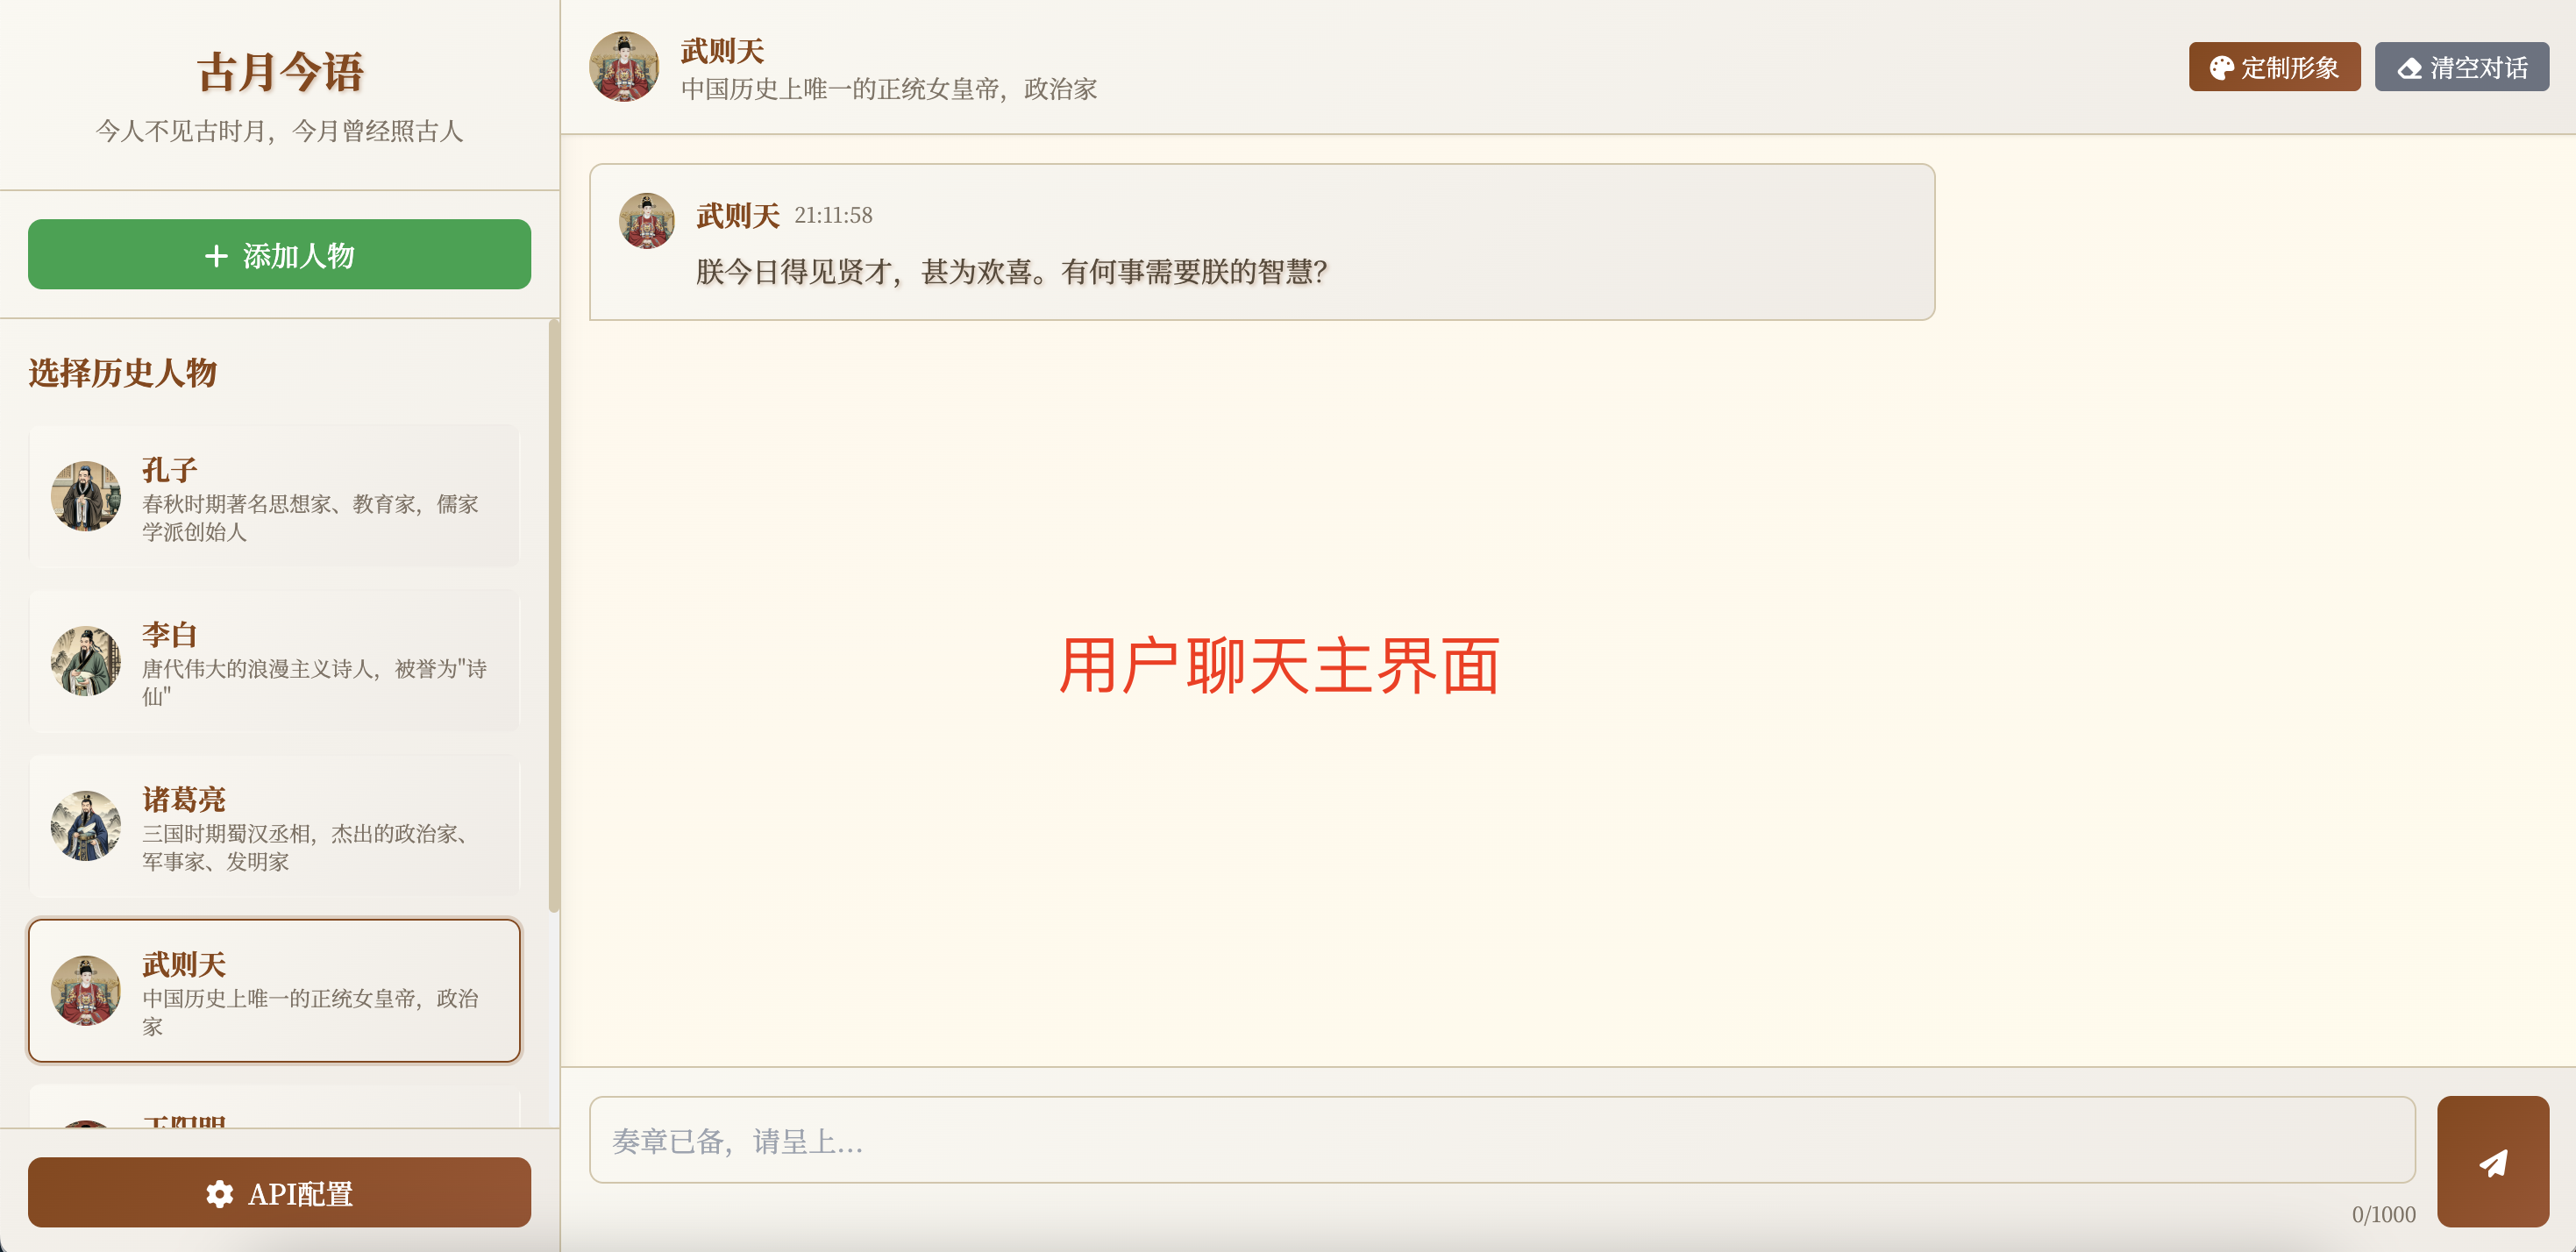 古月今语
今人不见古时月，今月曾经照古人
添加人物
选择历史人物
孔子
春秋时期著名思想家、教育家，儒家
学派创始人
李白
唐代伟大的浪漫主义诗人，被誉为"诗
仙"
诸葛亮
三国时期蜀汉丞相，杰出的政治家、
军事家、发明家
武则天
中国历史上唯一的正统女皇帝，政治
家
王阳明
API配置
武则天
中国历史上唯一的正统女皇帝，政治家
定制形象
清空对话
武则天 21:11:58
朕今日得见贤才，甚为欢喜。有何事需要朕的智慧？
用户聊天主界面
奏章已备，请呈上...
0/1000